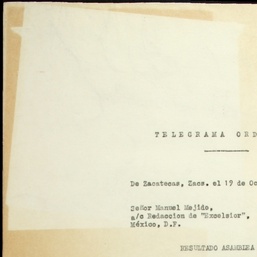 TELEGRAMA ORD
De Zacatecas, Zacs. el 19 de Oc
Señor Manuel Mejido,
a/c Redaccion de "Excelsior",
México, D.F.
RESULTADO ASAMBLEA